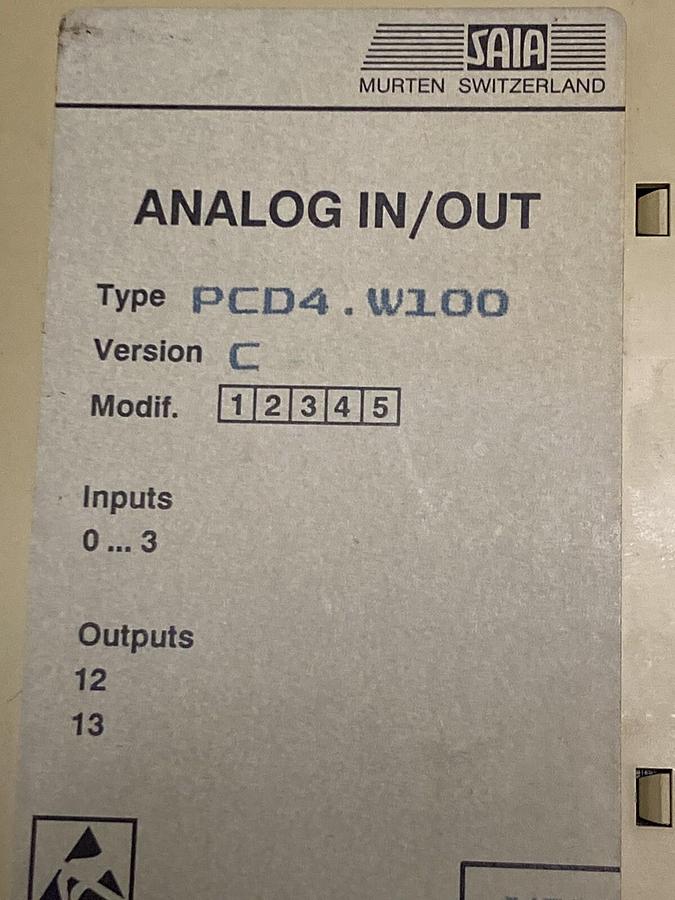 SAIA
MURTEN SWITZERLAND
ANALOG IN/OUT
Type PCD4.W100
Version C
Modif. 1 2 3 4 5
Inputs
0 ... 3
Outputs
12
13